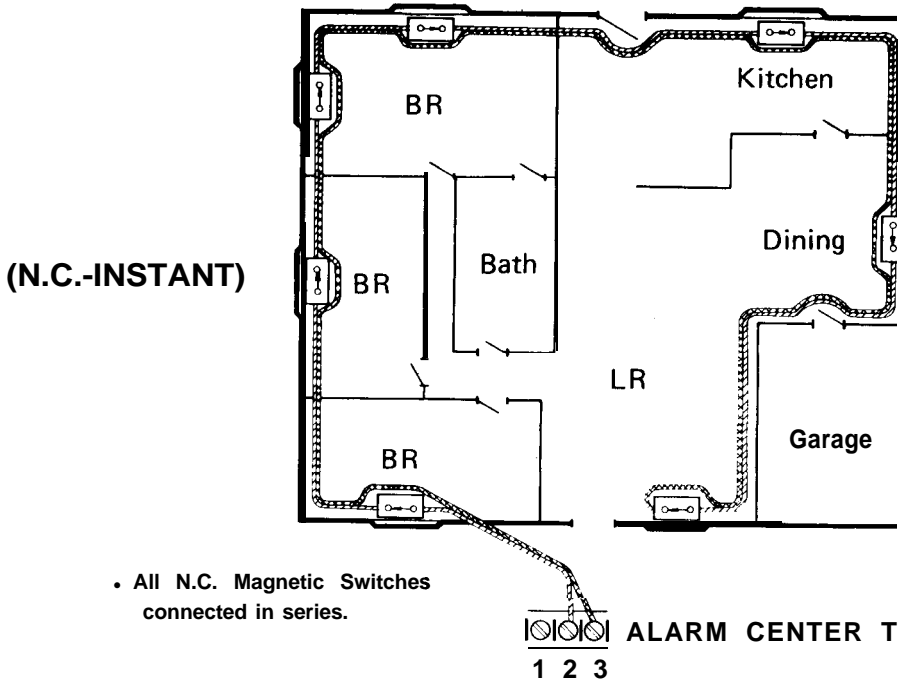 Kitchen
BR
Dining
(N.C.-INSTANT)
BR
Bath
LR
Garage
BR
• All N.C. Magnetic Switches
connected in series.
ALARM CENTER T
1 2 3